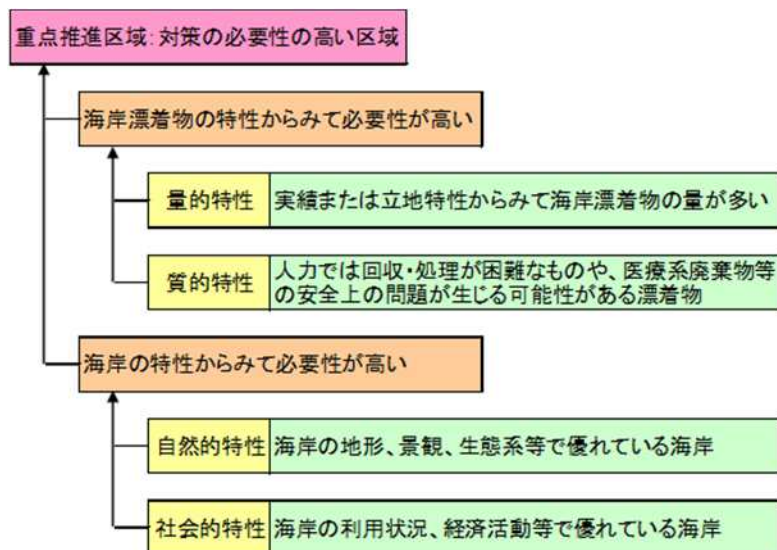 重点推進区域:対策の必要性の高い区域
海岸漂着物の特性からみて必要性が高い
量的特性 実績または立地特性からみて海岸漂着物の量が多い
質的特性 人力では回収・処理が困難なものや、医療系廃棄物等
の安全上の問題が生じる可能性がある漂着物
海岸の特性からみて必要性が高い
自然的特性 海岸の地形、景観、生態系等で優れている海岸
社会的特性 海岸の利用状況、経済活動等で優れている海岸